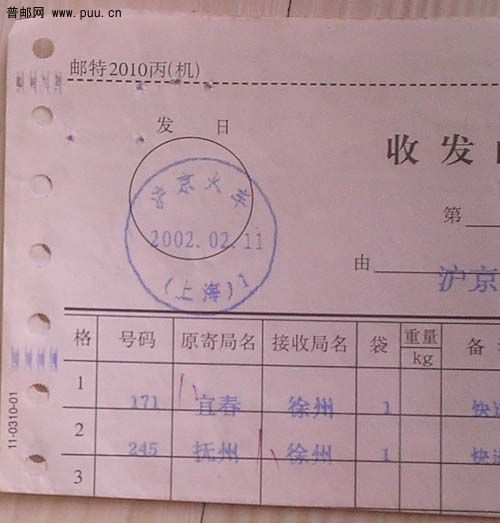 普邮网 www.puu.cn
邮特2010丙(机)
发 日
收 发
沪京火车
2002.02.11
(上海)1
第
由 沪京
格 号码 原寄局名 接收局名 袋 重量 kg 备
1 171 宜春 徐州 1 快
2 245 抚州 徐州 1 快
3
11-0310-01